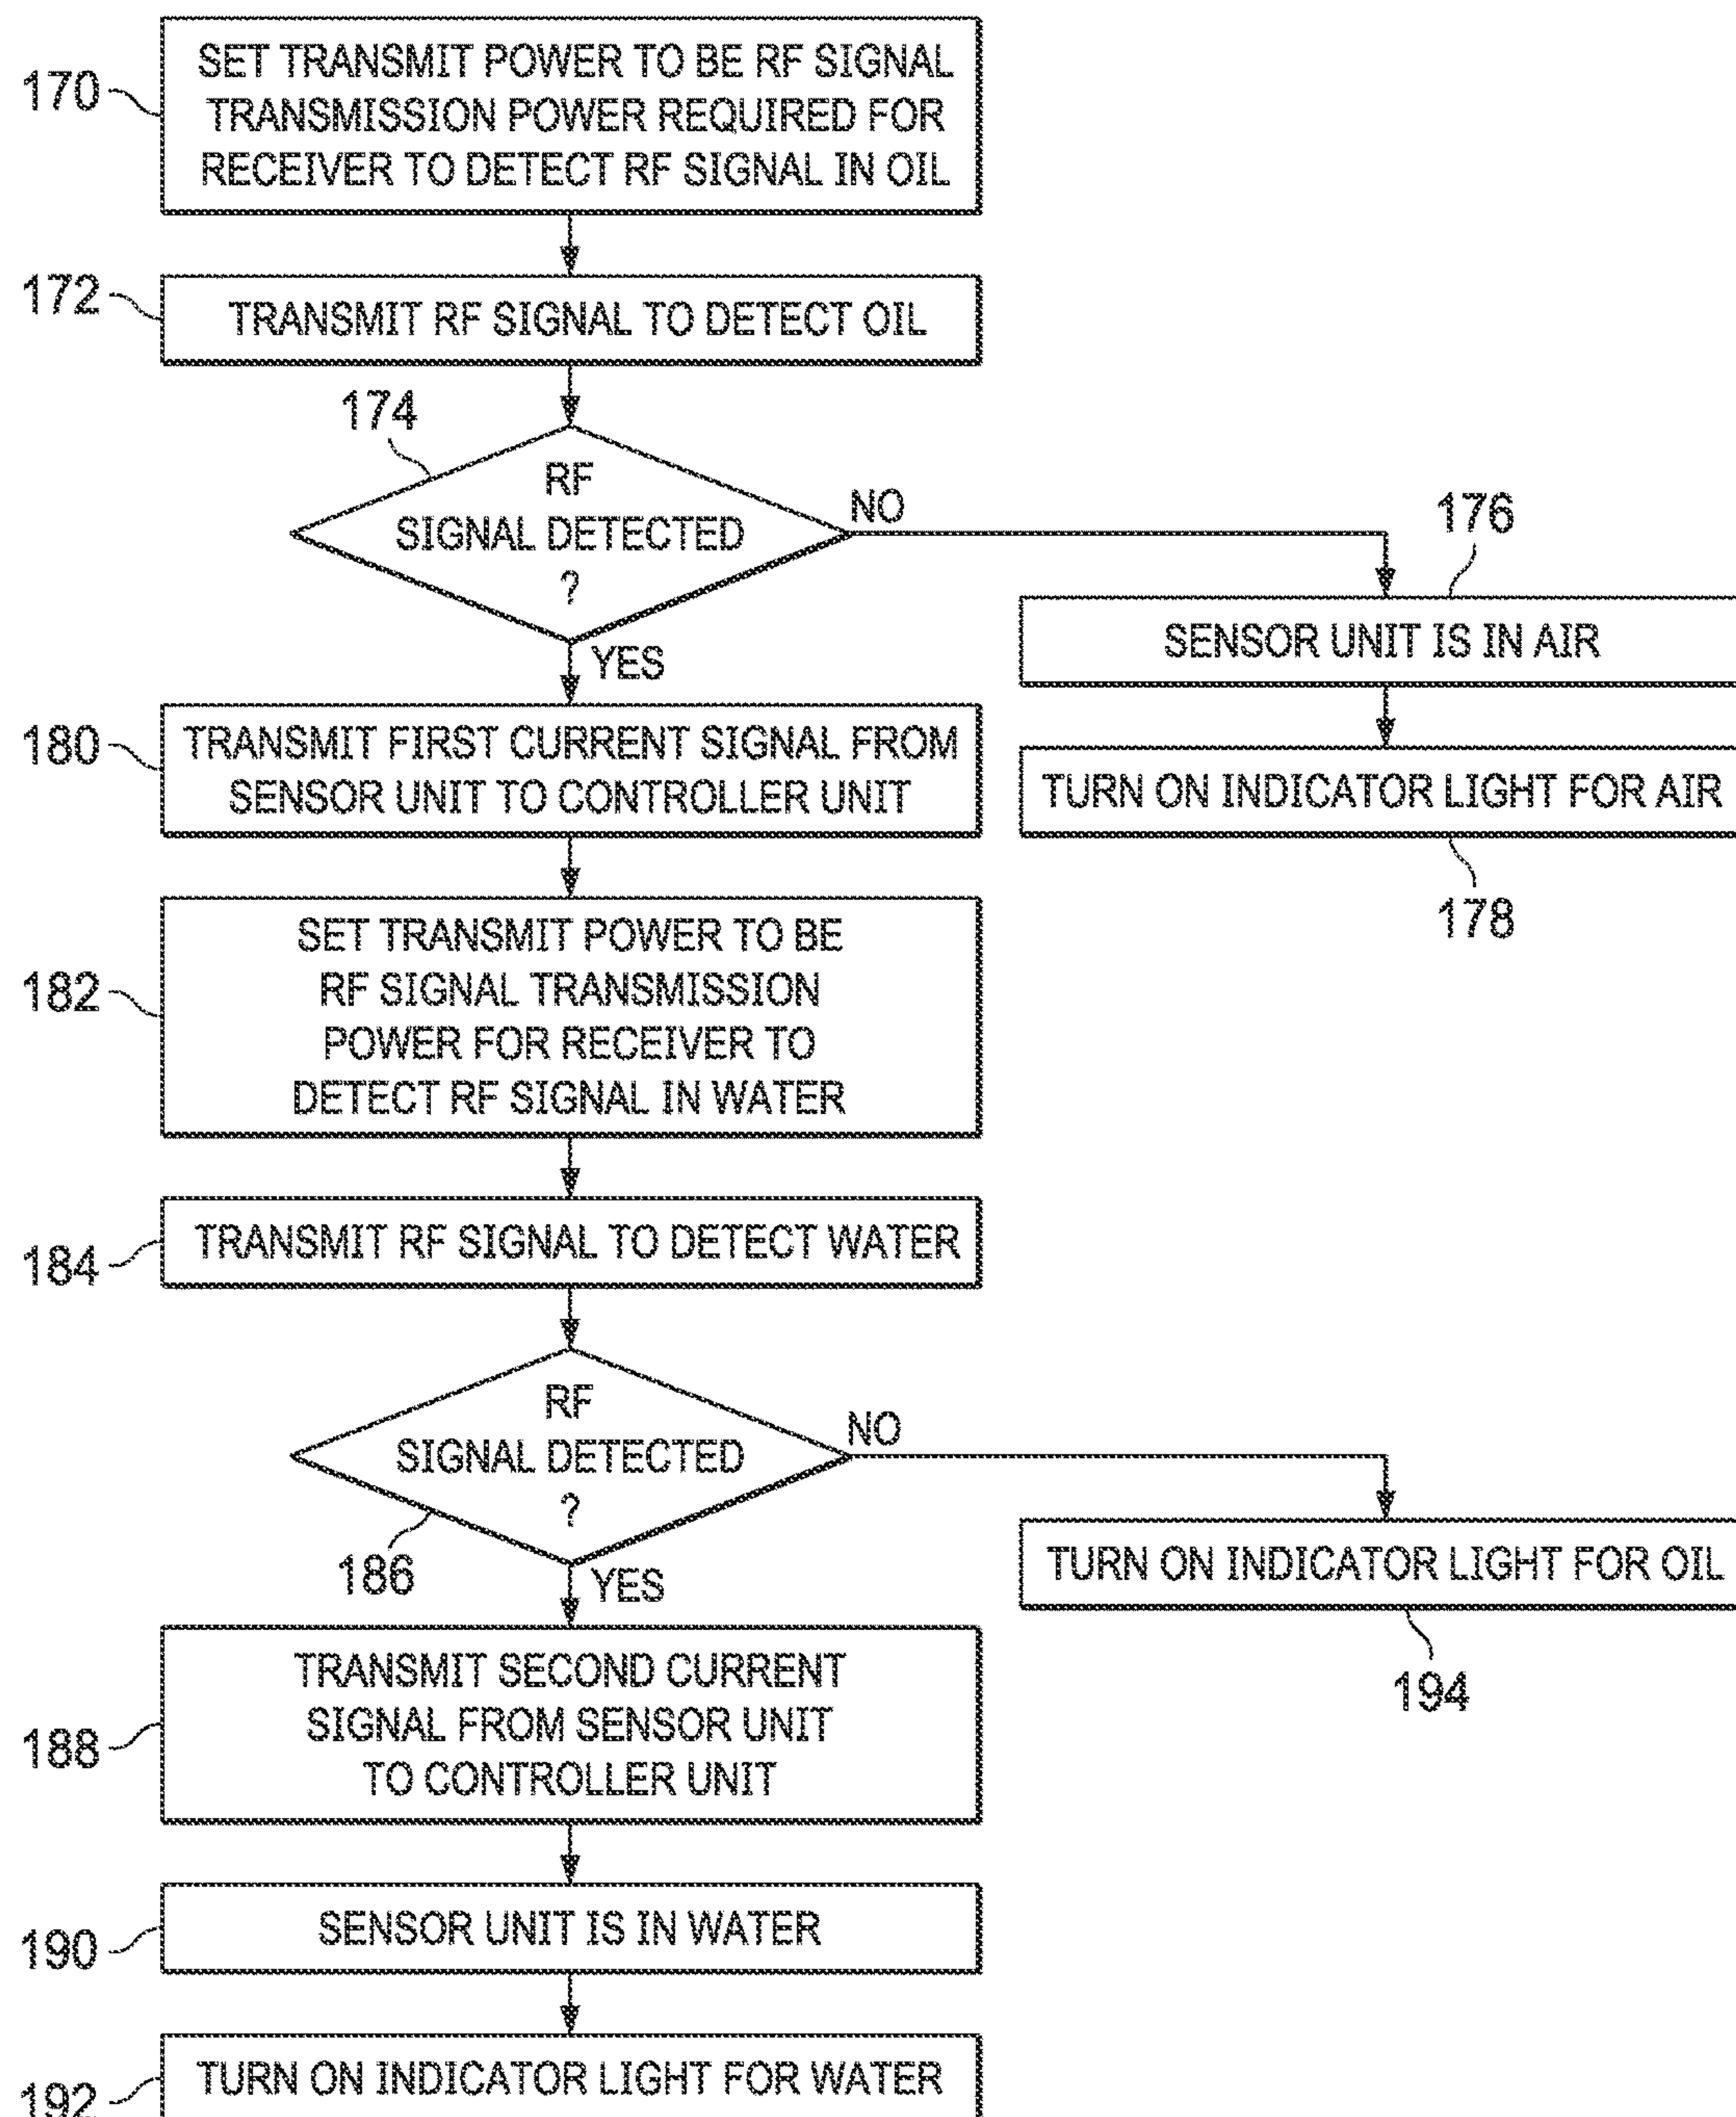 170
SET TRANSMIT POWER TO BE RF SIGNAL
TRANSMISSION POWER REQUIRED FOR
RECEIVER TO DETECT RF SIGNAL IN OIL
172
TRANSMIT RF SIGNAL TO DETECT OIL
174
RF
SIGNAL DETECTED
?
NO
176
SENSOR UNIT IS IN AIR
TURN ON INDICATOR LIGHT FOR AIR
178
YES
180
TRANSMIT FIRST CURRENT SIGNAL FROM
SENSOR UNIT TO CONTROLLER UNIT
182
SET TRANSMIT POWER TO BE
RF SIGNAL TRANSMISSION
POWER FOR RECEIVER TO
DETECT RF SIGNAL IN WATER
184
TRANSMIT RF SIGNAL TO DETECT WATER
RF
SIGNAL DETECTED
?
186
NO
TURN ON INDICATOR LIGHT FOR OIL
194
YES
188
TRANSMIT SECOND CURRENT
SIGNAL FROM SENSOR UNIT
TO CONTROLLER UNIT
190
SENSOR UNIT IS IN WATER
192
TURN ON INDICATOR LIGHT FOR WATER